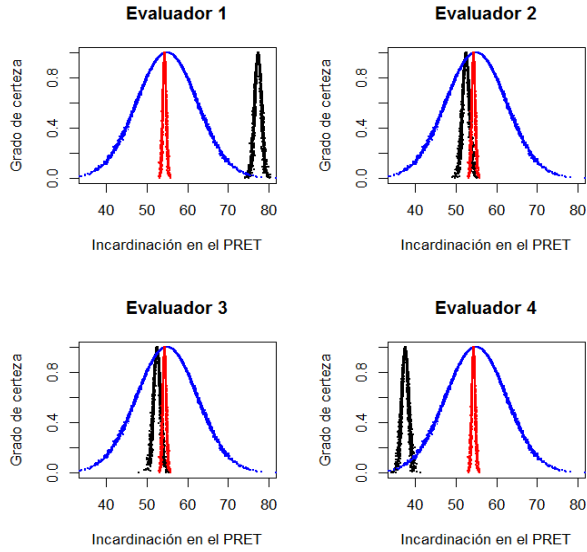 Evaluador 1
Grado de certeza
0.0 0.4 0.8
40 50 60 70 80
Incardinación en el PRET
Evaluador 2
Grado de certeza
0.0 0.4 0.8
40 50 60 70 80
Incardinación en el PRET
Evaluador 3
Grado de certeza
0.0 0.4 0.8
40 50 60 70 80
Incardinación en el PRET
Evaluador 4
Grado de certeza
0.0 0.4 0.8
40 50 60 70 80
Incardinación en el PRET